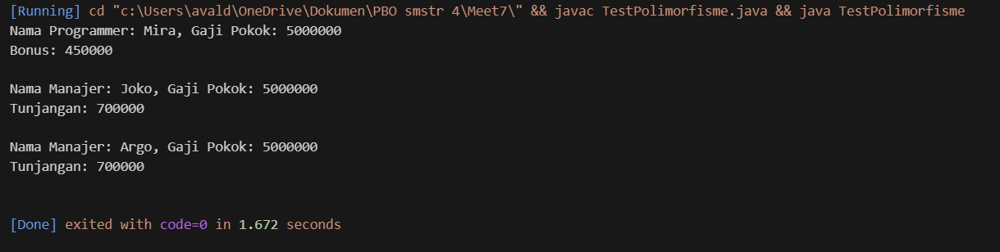 [Running] cd "c:\Users\avald\OneDrive\Dokumen\PBO smstr 4\Meet7\" && javac TestPolimorfisme.java && java TestPolimorfisme
Nama Programmer: Mira, Gaji Pokok: 5000000
Bonus: 450000
Nama Manajer: Joko, Gaji Pokok: 5000000
Tunjangan: 700000
Nama Manajer: Argo, Gaji Pokok: 5000000
Tunjangan: 700000
[Done] exited with code=0 in 1.672 seconds